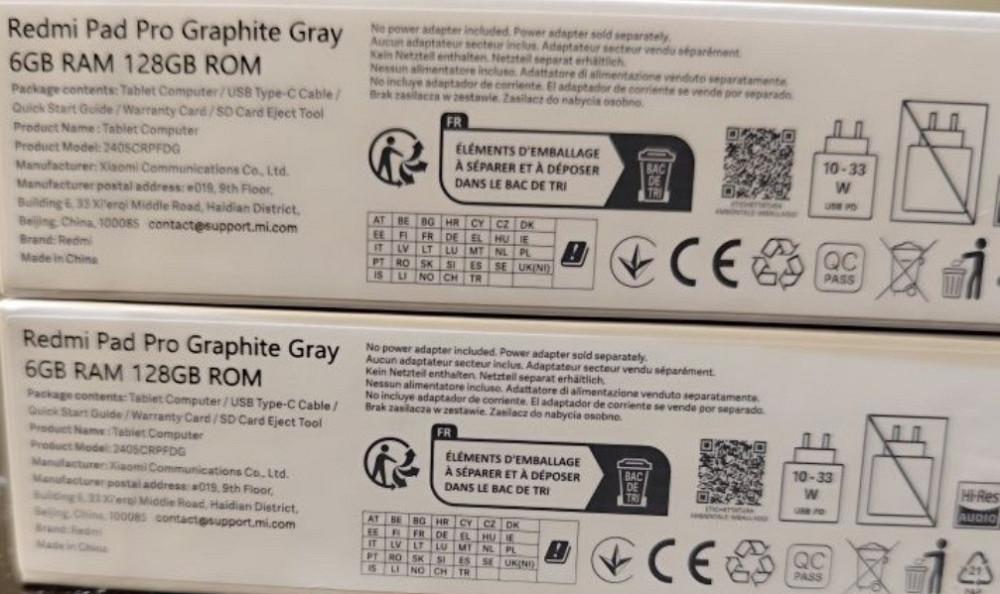 Redmi Pad Pro Graphite Gray
6GB RAM 128GB ROM
Package contents: Tablet Computer / USB Type-C Cable /
Quick Start Guide / Warranty Card / SD Card Eject Tool
Product Name : Tablet Computer
Product Model: 2405CRPFDG
Manufacturer: Xiaomi Communications Co., Ltd.
Manufacturer postal address: #019, 9th Floor,
Building 6, 33 Xi'erqi Middle Road, Haidian District,
Beijing, China, 100085 contact@support.mi.com
Brand: Redmi
Made in China
No power adapter included. Power adapter sold separately.
Aucun adaptateur secteur inclus. Adaptateur secteur vendu séparément.
Kein Netzteil enthalten. Netzteil separat erhältlich.
Nessun alimentatore incluso. Adattatore di alimentazione venduto separatamente.
No incluye adaptador de corriente. El adaptador de corriente se vende por separado.
Brak zasilacza w zestawie. Zasilacz do nabycia osobno.
FR
ÉLÉMENTS D'EMBALLAGE
À SÉPARER ET À DÉPOSER
DANS LE BAC DE TRI
BAC
DE
TRI
ETICHETTATURA
AMBIENTALE IMBALLAGGI
10-33
W
USB PD
AT BE BG HR CY CZ DK
EE FI FR DE EL HU IE
IT LV LT LU MT NL PL
PT RO SK SI ES SE UK(NI)
IS LI NO CH TR
CE
QC
PASS
Redmi Pad Pro Graphite Gray
6GB RAM 128GB ROM
Package contents: Tablet Computer / USB Type-C Cable /
Quick Start Guide / Warranty Card / SD Card Eject Tool
Product Name : Tablet Computer
Product Model: 2405CRPFDG
Manufacturer: Xiaomi Communications Co., Ltd.
Manufacturer postal address: #019, 9th Floor,
Building 6, 33 Xi'erqi Middle Road, Haidian District,
Beijing, China, 100085 contact@support.mi.com
Brand: Redmi
Made in China
No power adapter included. Power adapter sold separately.
Aucun adaptateur secteur inclus. Adaptateur secteur vendu séparément.
Kein Netzteil enthalten. Netzteil separat erhältlich.
Nessun alimentatore incluso. Adattatore di alimentazione venduto separatamente.
No incluye adaptador de corriente. El adaptador de corriente se vende por separado.
Brak zasilacza w zestawie. Zasilacz do nabycia osobno.
FR
ÉLÉMENTS D'EMBALLAGE
À SÉPARER ET À DÉPOSER
DANS LE BAC DE TRI
BAC
DE
TRI
ETICHETTATURA
AMBIENTALE IMBALLAGGI
10-33
W
USB PD
Hi-Res
AUDIO
AT BE BG HR CY CZ DK
EE FI FR DE EL HU IE
IT LV LT LU MT NL PL
PT RO SK SI ES SE UK(NI)
IS LI NO CH TR
CE
QC
PASS
21